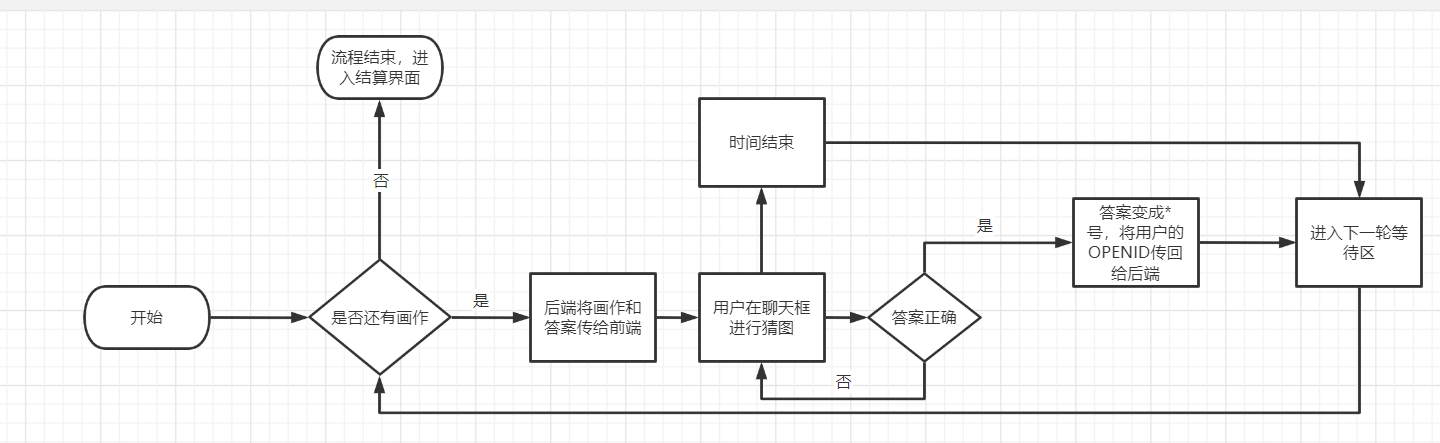 流程结束，进
入结算界面
否
开始
是否还有画作
是
后端将画作和
答案传给前端
用户在聊天框
进行猜图
时间结束
答案正确
否
是
答案变成*
号，将用户的
OPENID传回
给后端
进入下一轮等
待区